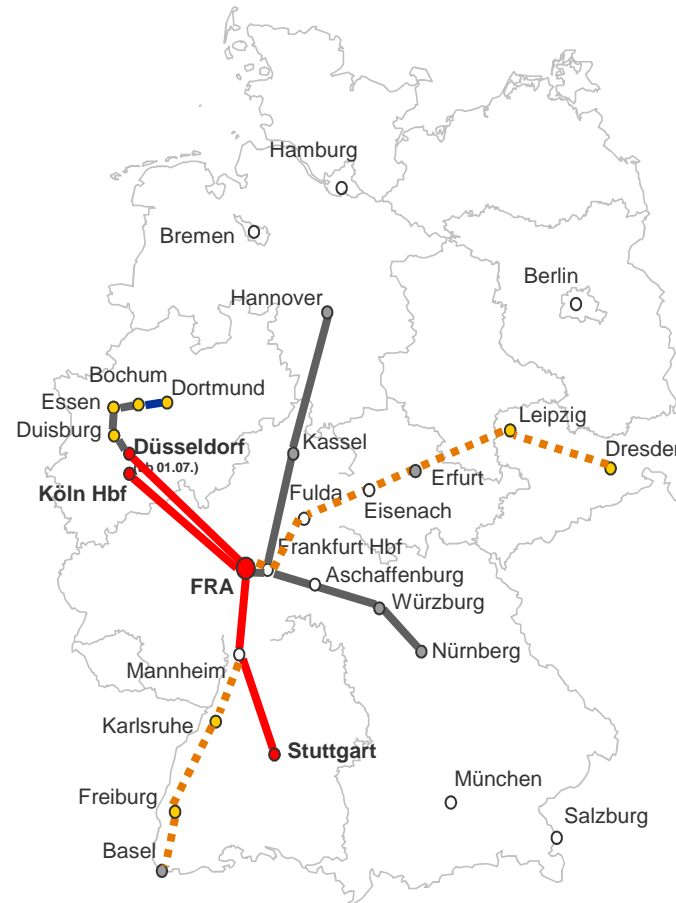 Hamburg
Bremen
Berlin
Hannover
Bochum
Essen
Dortmund
Duisburg
Leipzig
Düsseldorf
(ab 01.07.)
Kassel
Dresden
Köln Hbf
Erfurt
Fulda
Eisenach
Frankfurt Hbf
Aschaffenburg
FRA
Würzburg
Nürnberg
Mannheim
Karlsruhe
Stuttgart
München
Freiburg
Salzburg
Basel